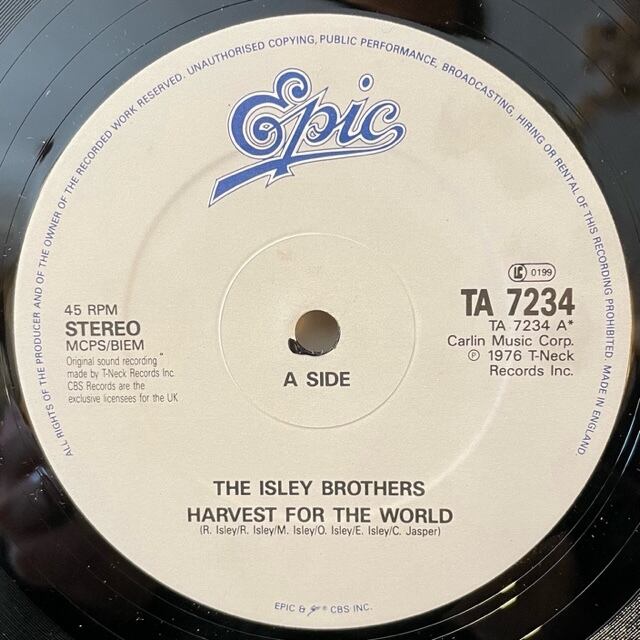 ALL RIGHTS OF THE PRODUCER AND OF THE OWNER OF THE RECORDED WORK RESERVED. UNAUTHORISED COPYING, PUBLIC PERFORMANCE, BROADCASTING, HIRING OR RENTAL OF THIS RECORDING PROHIBITED. MADE IN ENGLAND.
Epic
LC 0199
45 RPM
STEREO
MCPS/BIEM
Original sound recording
made by T-Neck Records Inc.
CBS Records are the
exclusive licensees for the UK
TA 7234
TA 7234 A*
Carlin Music Corp.
℗ 1976 T-Neck
Records Inc.
A SIDE
THE ISLEY BROTHERS
HARVEST FOR THE WORLD
(R. Isley/R. Isley/M. Isley/O. Isley/E. Isley/C. Jasper)
EPIC & ® CBS INC.